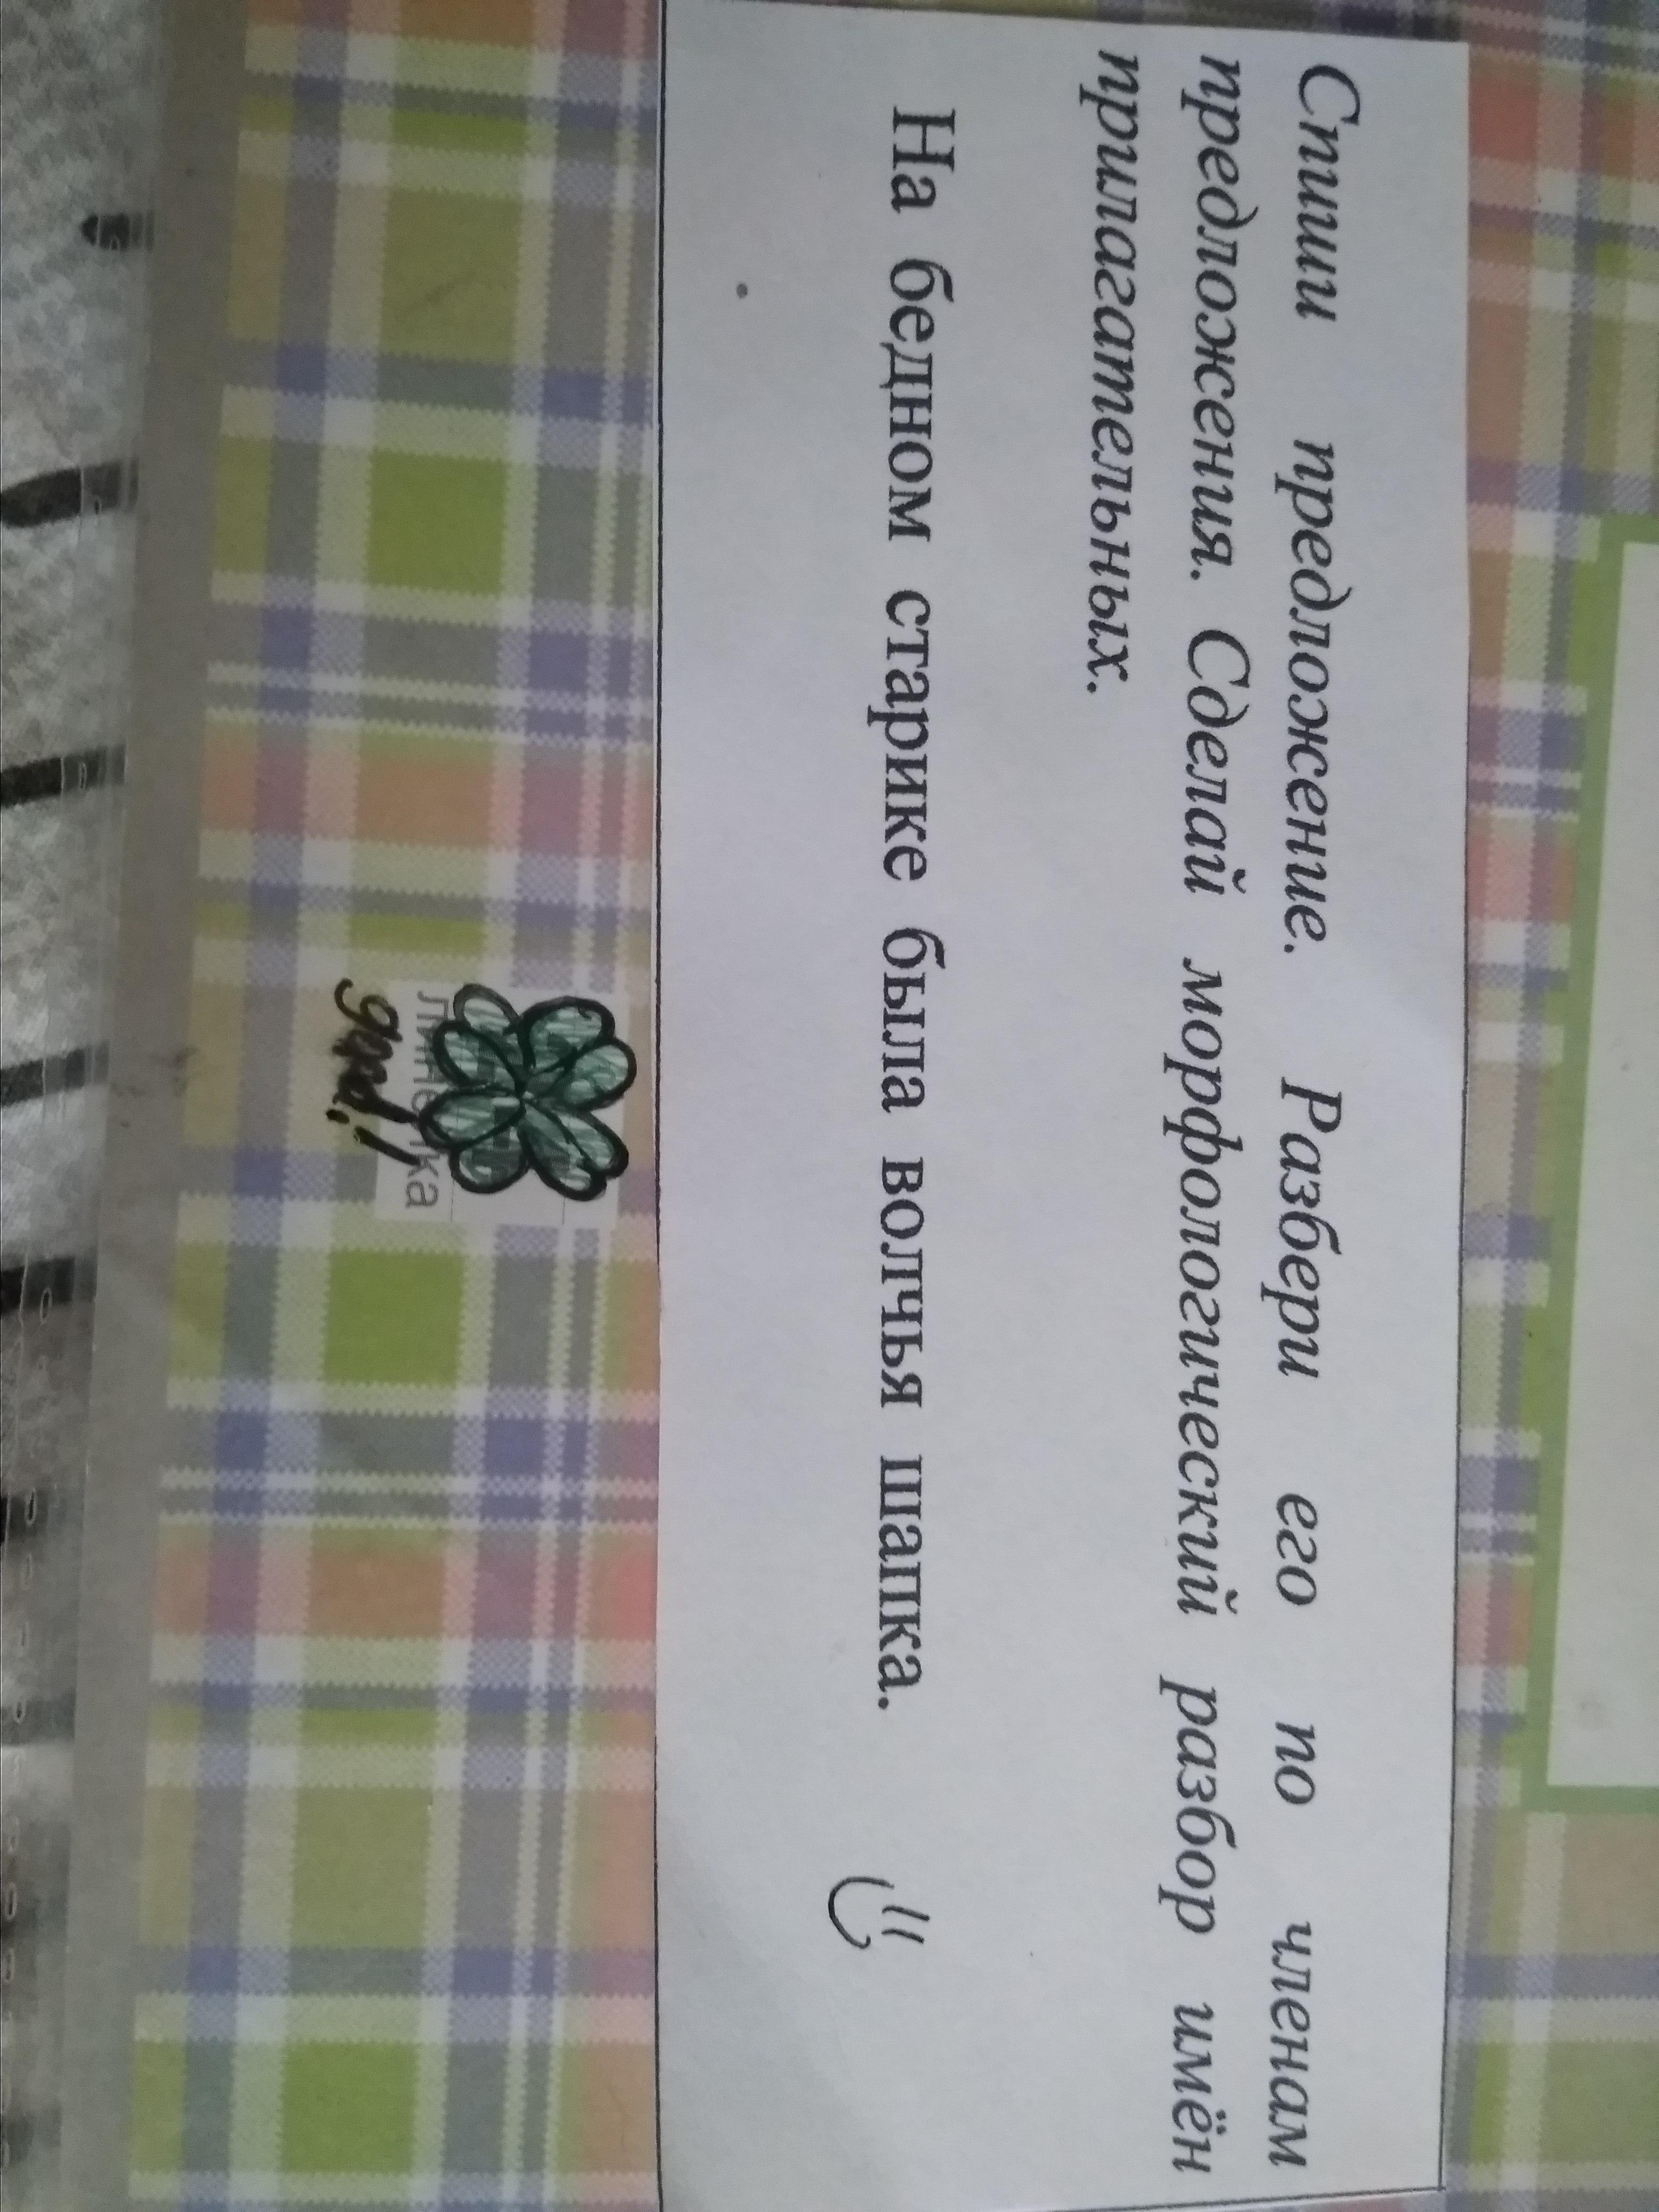 Спиши предложение. Разбери его по членам
предложения. Сделай морфологический разбор имён
прилагательных.
На бедном старике была волчья шапка.
good!